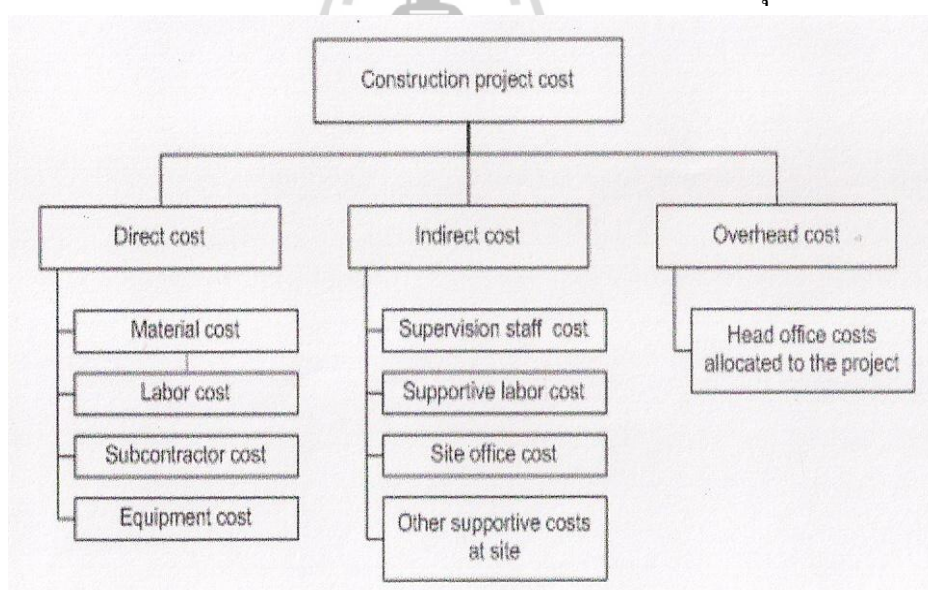 Construction project cost
Direct cost
Indirect cost
Overhead cost
Material cost
Labor cost
Subcontractor cost
Equipment cost
Supervision staff cost
Supportive labor cost
Site office cost
Other supportive costs
at site
Head office costs
allocated to the project